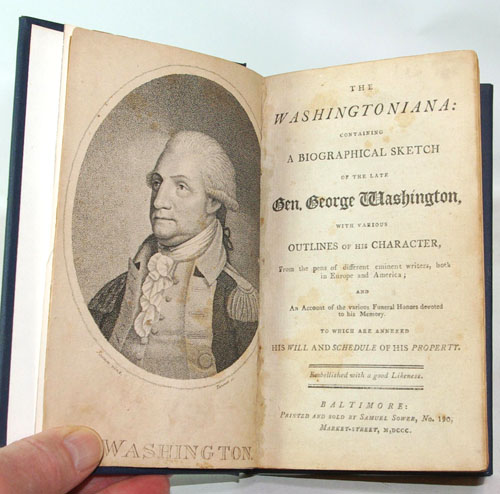 WASHINGTON.
THE
WASHINGTONIANA:
CONTAINING
A BIOGRAPHICAL SKETCH
OF THE LATE
Gen. George Washington,
WITH VARIOUS
OUTLINES OF HIS CHARACTER,
From the pens of different eminent writers, both
in Europe and America;
AND
An Account of the various Funeral Honors devoted
to his Memory.
TO WHICH ARE ANNEXED
HIS WILL AND SCHEDULE OF HIS PROPERTY.
Embellished with a good Likeness.
BALTIMORE:
PRINTED AND SOLD BY SAMUEL SOWER, No. 190,
MARKET-STREET, M,DCCC.